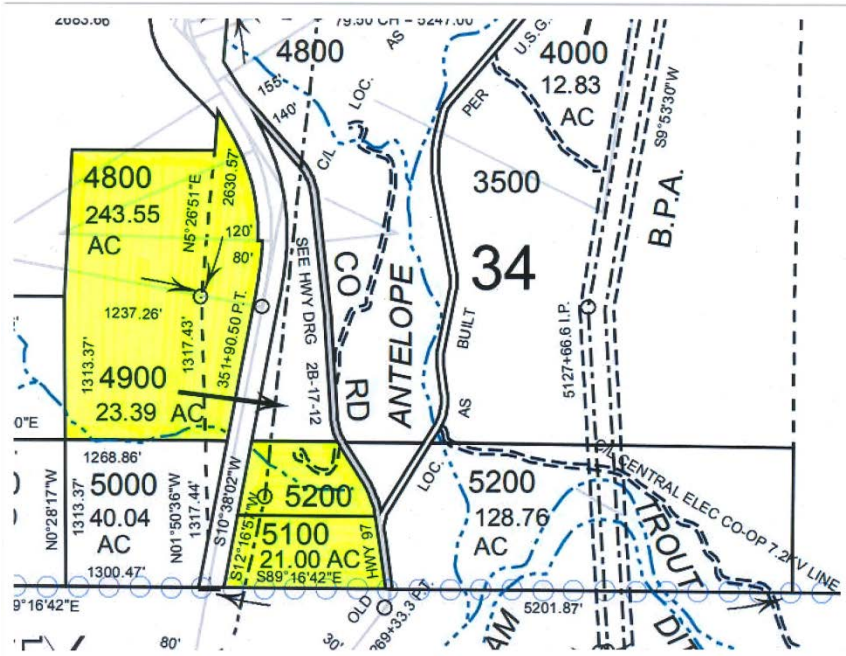 2683.66
79.50 CH = 5247.00
4800
AS
U.S.G.
4000
12.83
AC
155'
140'
LOC.
C/L
PER
S9°53'30"W
B.P.A.
3500
34
4800
243.55
AC
N5°26'51"E
2630.57'
120'
80'
SEE HWY DRG 2B-17-12
CO
RD
ANTELOPE
BUILT
AS
LOC.
5127+66.6 I.P.
1237.26'
1317.43'
351+90.50 P.T.
1313.37'
4900
23.39 AC
0"E
1268.86'
5000
40.04
AC
1300.47'
N0°28'17"W
1313.37'
N01°50'36"W
1317.44'
S10°38'02"W
S12°16'57"W
5200
5100
21.00 AC
S89°16'42"E
HWY 97
OLD
5200
128.76
AC
C/L CENTRAL ELEC CO-OP 7.2KV LINE
TROUT
9°16'42"E
269+33.3 P.T.
5201.87'
80'
30'
AM
DIT